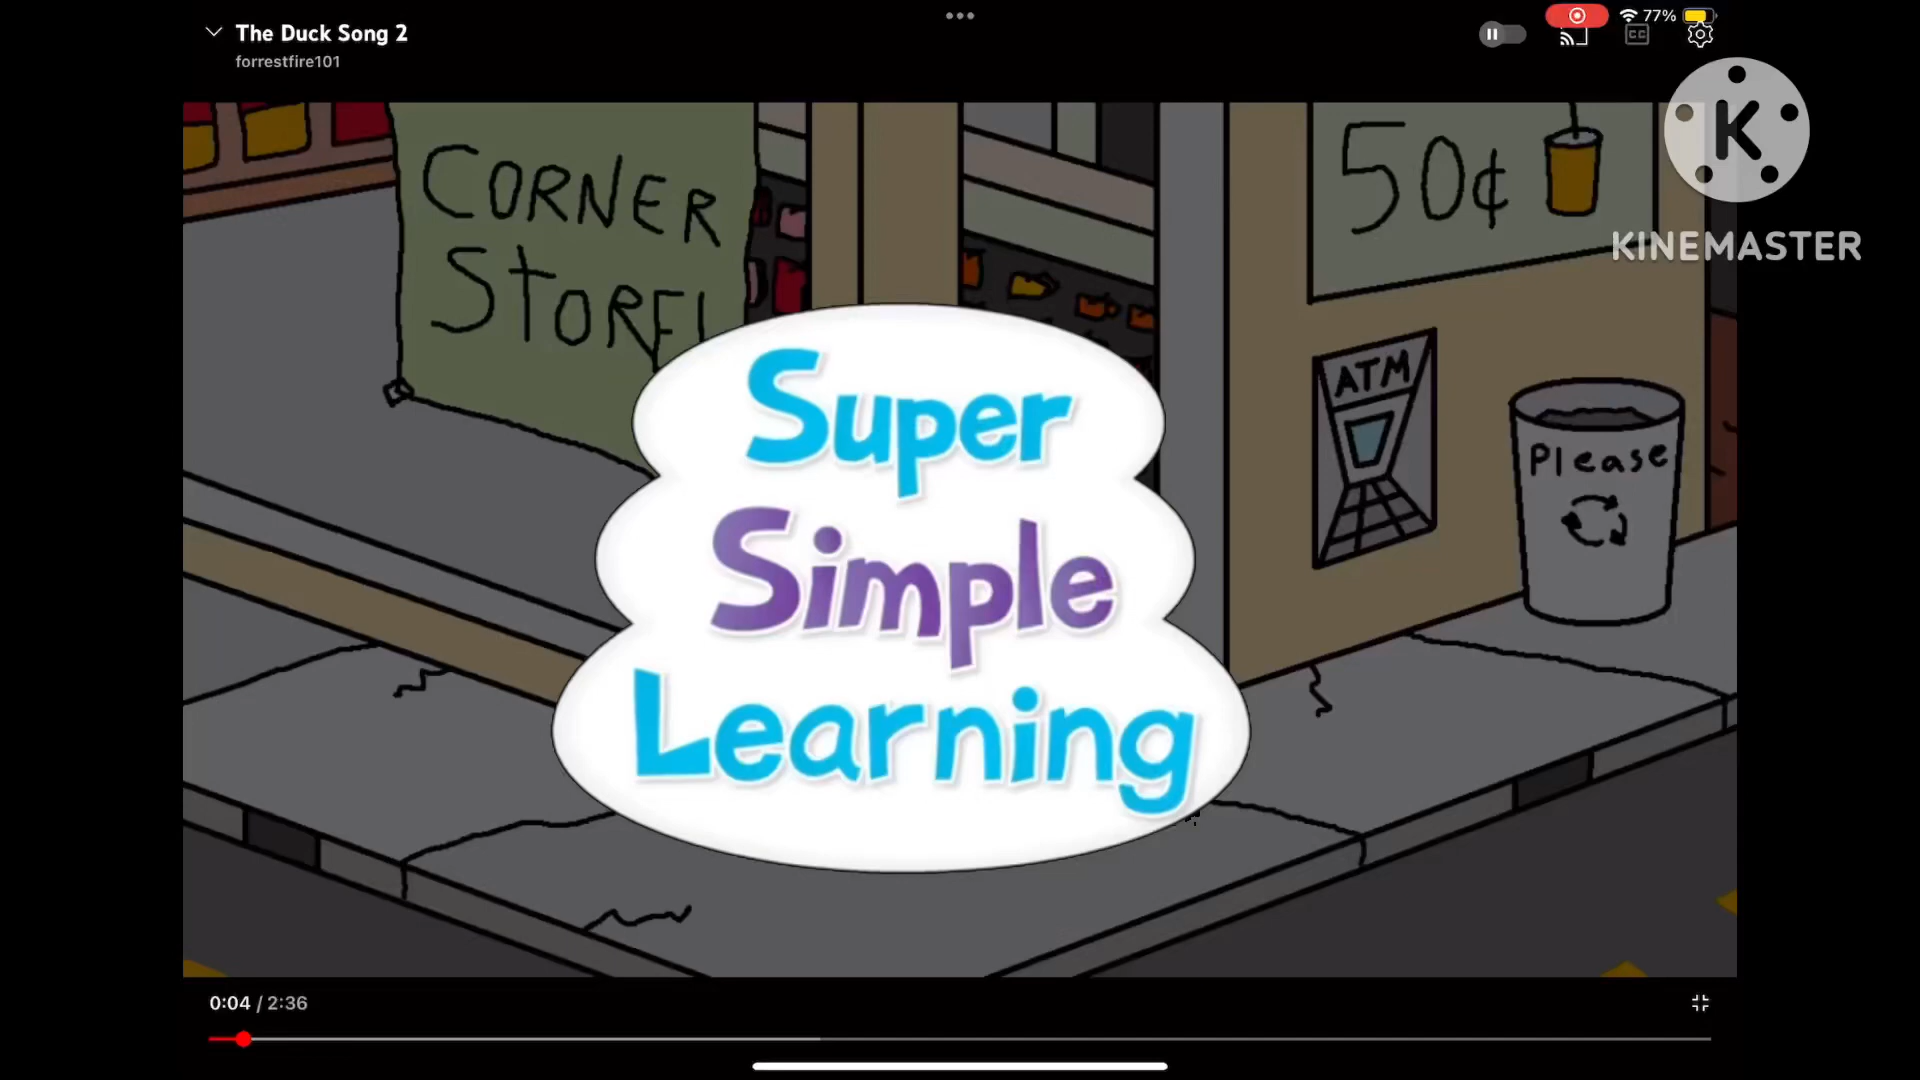 The Duck Song 2
forrestfire101
77%
CC
K
KINEMASTER
CORNER
STORE!
50¢
ATM
Please
Super
Simple
Learning
0:04 / 2:36